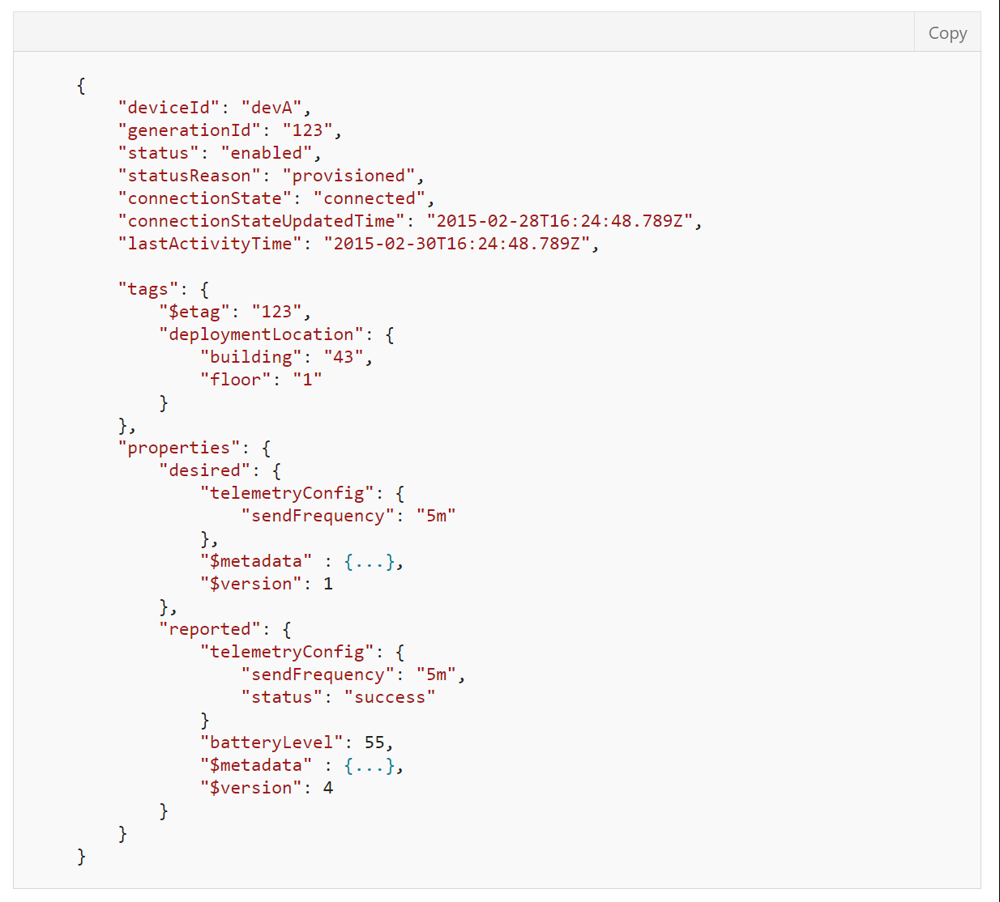 Copy
{
"deviceId": "devA",
"generationId": "123",
"status": "enabled",
"statusReason": "provisioned",
"connectionState": "connected",
"connectionStateUpdatedTime": "2015-02-28T16:24:48.789Z",
"lastActivityTime": "2015-02-30T16:24:48.789Z",
"tags": {
"$etag": "123",
"deploymentLocation": {
"building": "43",
"floor": "1"
}
},
"properties": {
"desired": {
"telemetryConfig": {
"sendFrequency": "5m"
},
"$metadata" : {...},
"$version": 1
},
"reported": {
"telemetryConfig": {
"sendFrequency": "5m",
"status": "success"
}
"batteryLevel": 55,
"$metadata" : {...},
"$version": 4
}
}
}